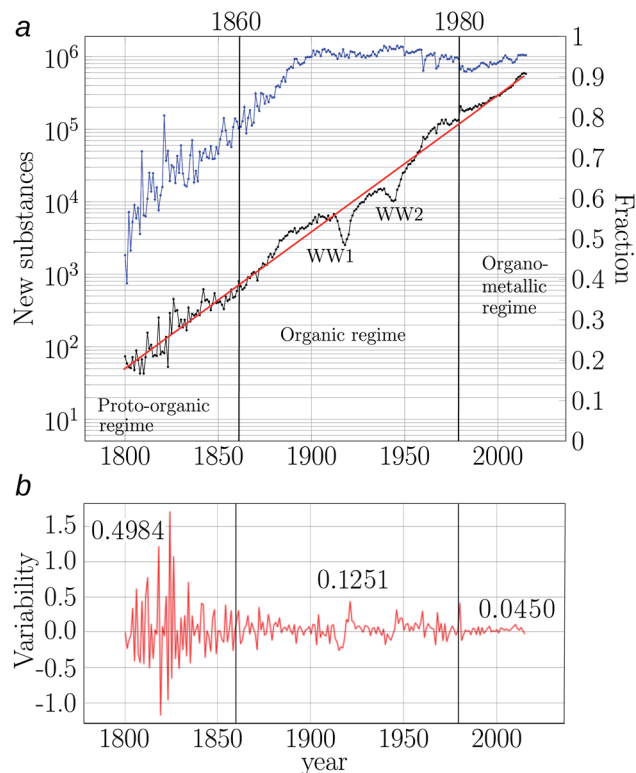 a
1860
1980
10^6
10^5
10^4
10^3
10^2
10^1
New substances
1
0.9
0.8
0.7
0.6
0.5
0.4
0.3
0.2
0.1
0
Fraction
WW1
WW2
Proto-organic
regime
Organic regime
Organo-
metallic
regime
1800
1850
1900
1950
2000
b
1.5
1.0
0.5
0.0
-0.5
-1.0
Variability
0.4984
0.1251
0.0450
1800
1850
1900
1950
2000
year